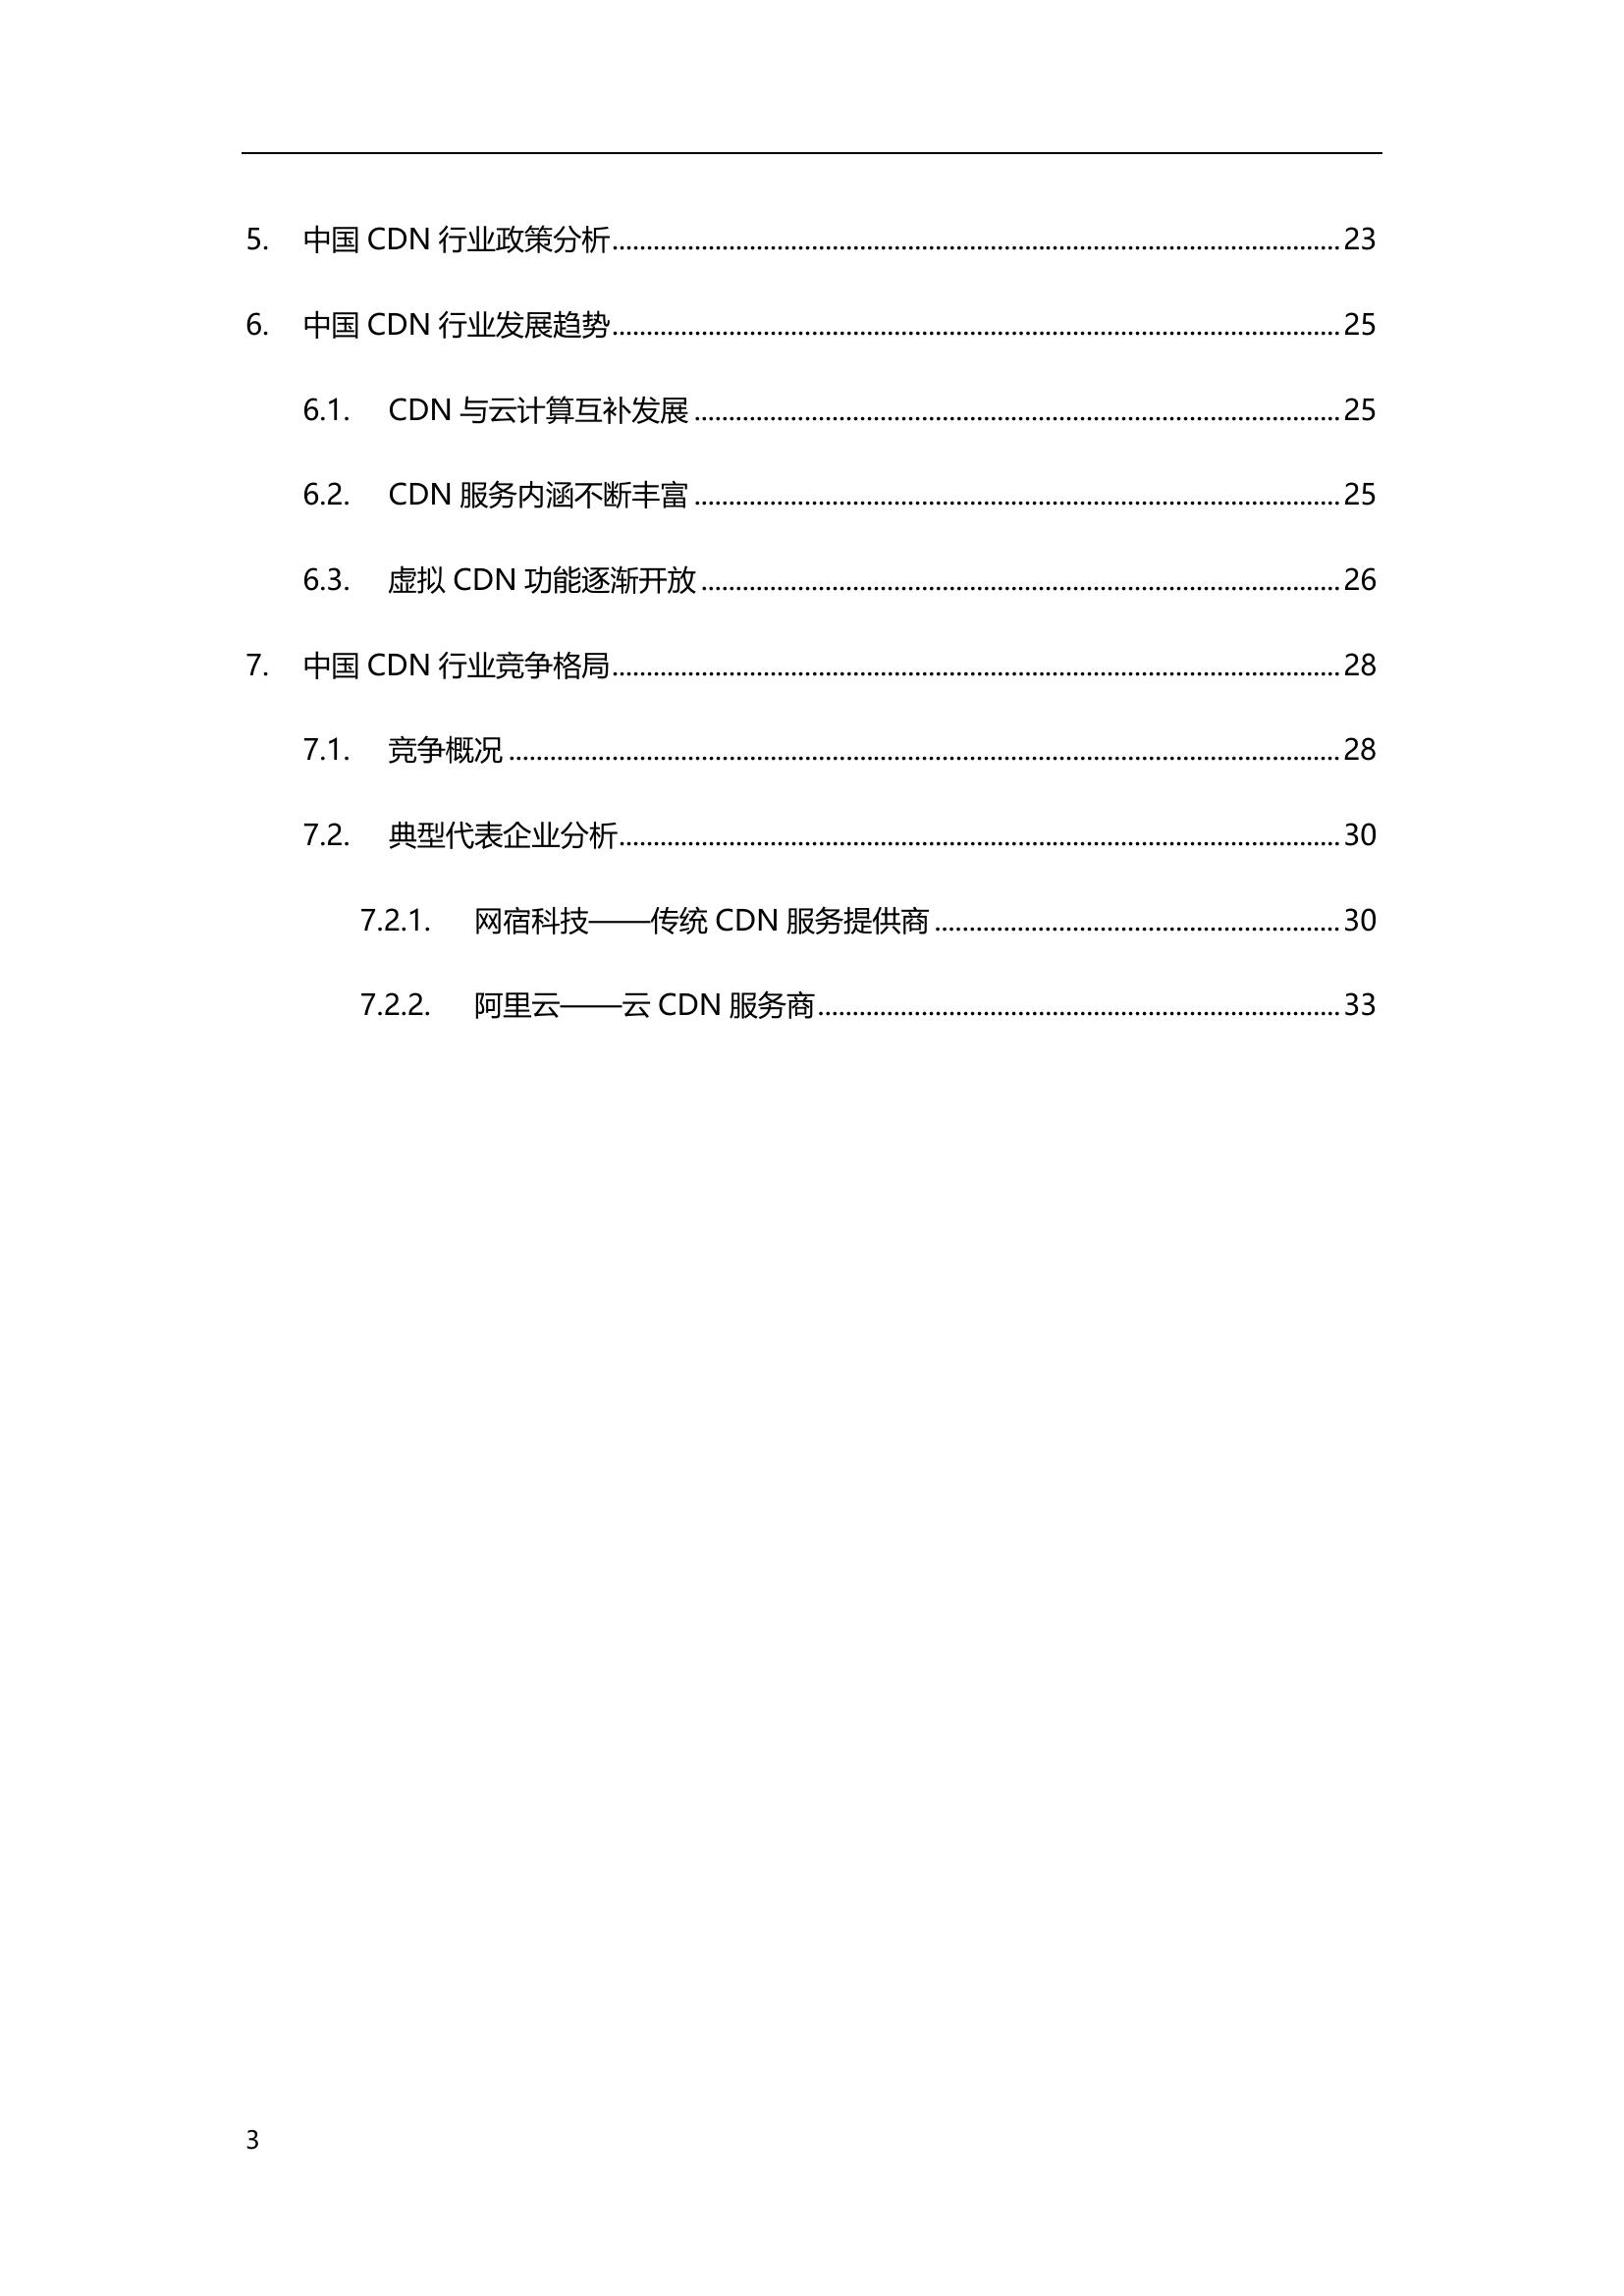 5. 中国 CDN 行业政策分析........................................23
6. 中国 CDN 行业发展趋势........................................25
6.1. CDN 与云计算互补发展........................................25
6.2. CDN 服务内涵不断丰富........................................25
6.3. 虚拟 CDN 功能逐渐开放........................................26
7. 中国 CDN 行业竞争格局........................................28
7.1. 竞争概况........................................28
7.2. 典型代表企业分析........................................30
7.2.1. 网宿科技——传统 CDN 服务提供商........................................30
7.2.2. 阿里云——云 CDN 服务商........................................33
3